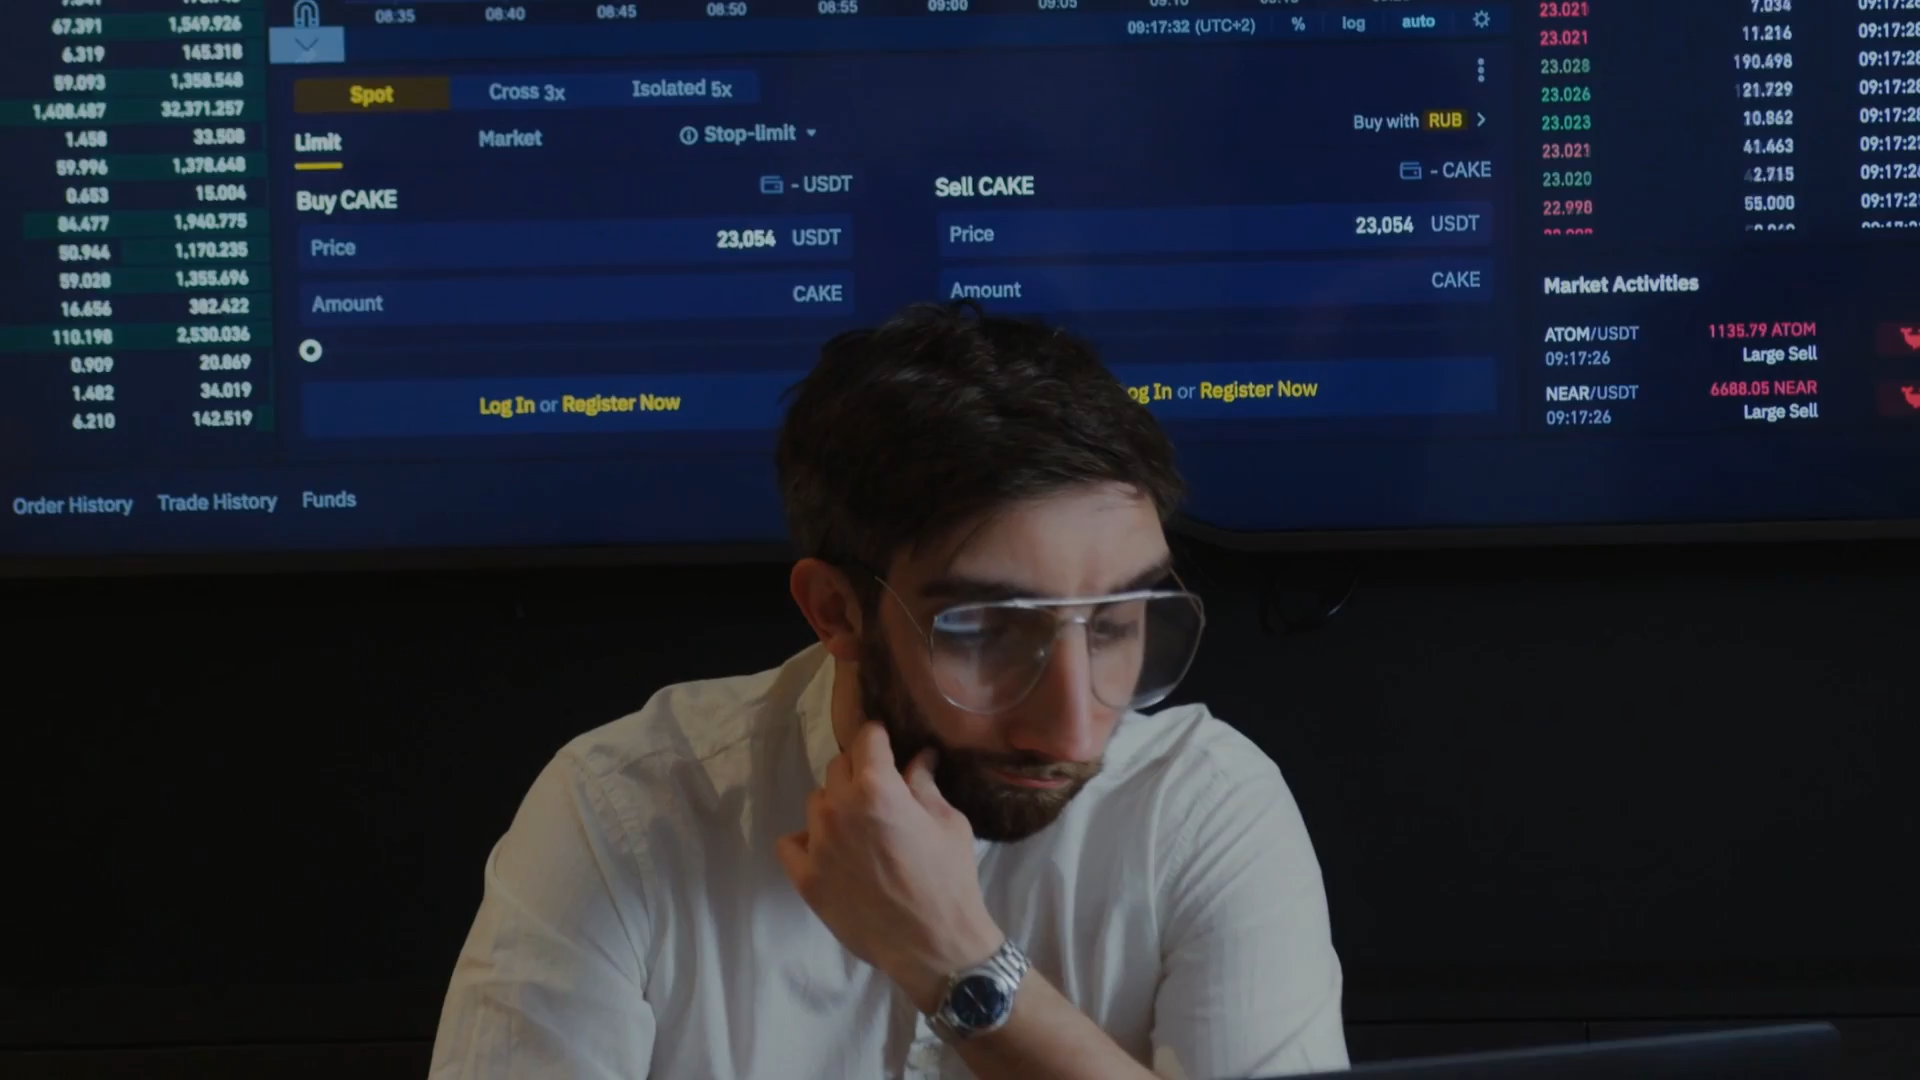 08:35 08:40 08:45 08:50 08:55 09:00 09:05
09:17:32 (UTC+2) % log auto
67.391 1,549.926
6.319 145.318
59.093 1,358.548
1,408.487 32,371.257
1.458 33.508
59.996 1,378.648
0.653 15.004
84.477 1,940.775
50.944 1,170.235
59.028 1,355.696
16.656 382.422
110.198 2,530.036
0.909 20.869
1.482 34.019
6.210 142.519
Spot Cross 3x Isolated 5x
Limit Market Stop-limit
Buy with RUB
Buy CAKE - USDT
Price 23,054 USDT
Amount CAKE
Log In or Register Now
Sell CAKE - CAKE
Price 23,054 USDT
Amount CAKE
og In or Register Now
Order History Trade History Funds
23.021 7.034
23.021 11.216 09:17:28
23.028 190.498 09:17:28
23.026 121.729 09:17:28
23.023 10.862 09:17:28
23.021 41.463
23.020 2.715
22.998 55.000
Market Activities
ATOM/USDT 1135.79 ATOM
09:17:26 Large Sell
NEAR/USDT 6688.05 NEAR
09:17:26 Large Sell